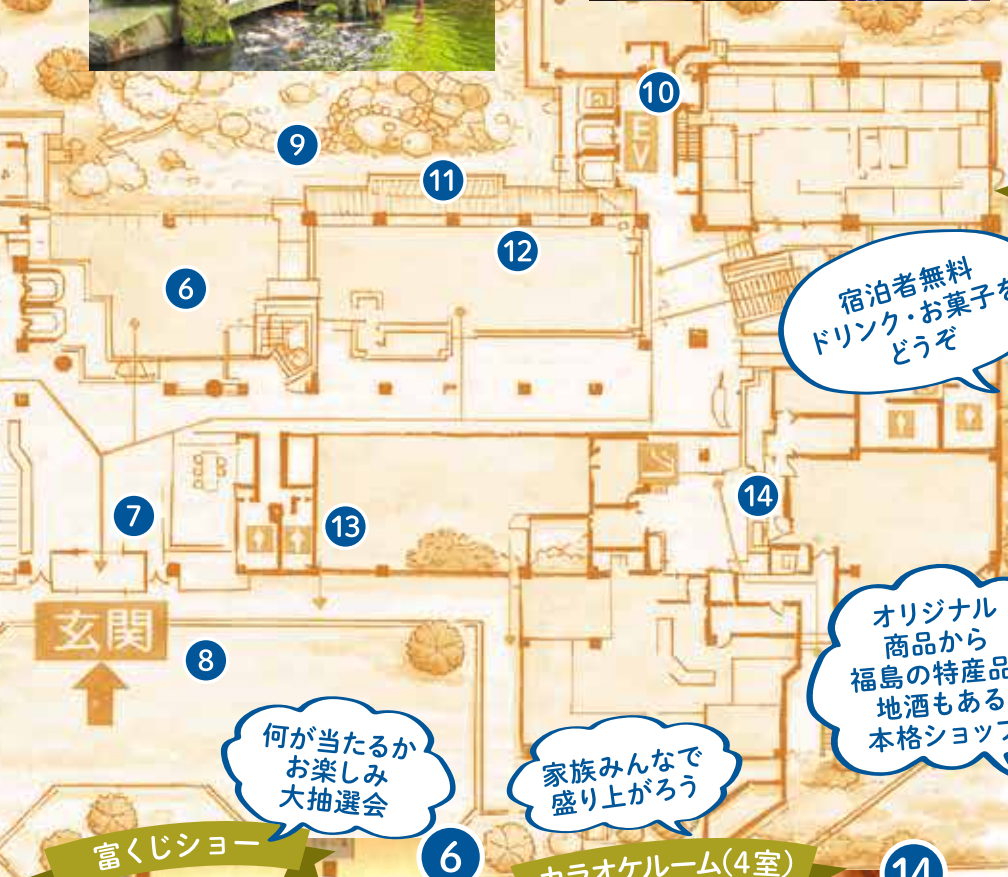 10
EV
9
11
12
6
宿泊者無料
ドリンク・お菓子を
どうぞ
7
13
14
玄関
8
オリジナル
商品から
福島の特産品
地酒もある
本格ショップ
何が当たるか
お楽しみ
大抽選会
家族みんなで
盛り上がろう
富くじショー
6
カラオケルーム(4室)
14